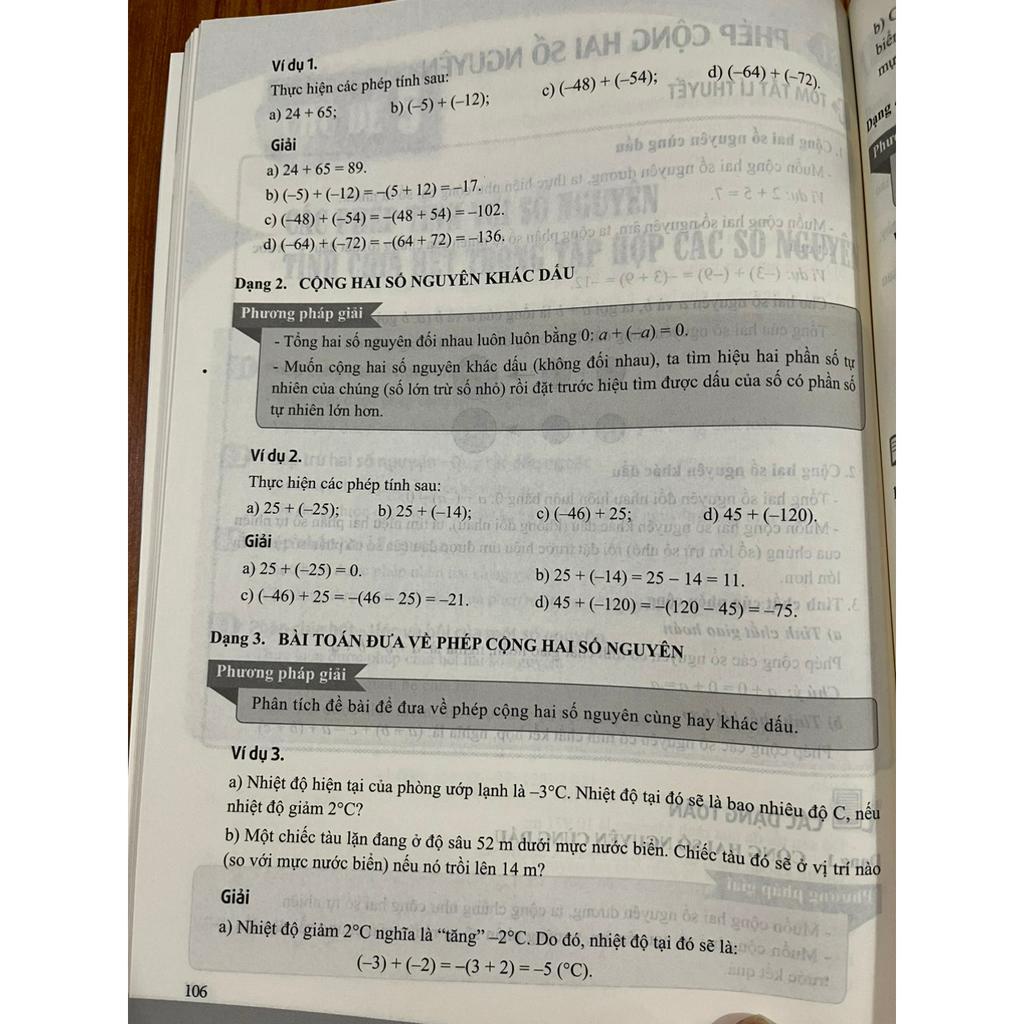 Ví dụ 1.
Thực hiện các phép tính sau:
a) 24 + 65; b) (–5) + (–12); c) (–48) + (–54); d) (–64) + (–72).
Giải
a) 24 + 65 = 89.
b) (–5) + (–12) = –(5 + 12) = –17.
c) (–48) + (–54) = –(48 + 54) = –102.
d) (–64) + (–72) = –(64 + 72) = –136.
Dạng 2. CỘNG HAI SỐ NGUYÊN KHÁC DẤU
Phương pháp giải
- Tổng hai số nguyên đối nhau luôn luôn bằng 0: a + (–a) = 0.
- Muốn cộng hai số nguyên khác dấu (không đối nhau), ta tìm hiệu hai phần số tự
nhiên của chúng (số lớn trừ số nhỏ) rồi đặt trước hiệu tìm được dấu của số có phần số
tự nhiên lớn hơn.
Ví dụ 2.
Thực hiện các phép tính sau:
a) 25 + (–25); b) 25 + (–14); c) (–46) + 25; d) 45 + (–120).
Giải
a) 25 + (–25) = 0. b) 25 + (–14) = 25 – 14 = 11.
c) (–46) + 25 = –(46 – 25) = –21. d) 45 + (–120) = –(120 – 45) = –75.
Dạng 3. BÀI TOÁN ĐƯA VỀ PHÉP CỘNG HAI SỐ NGUYÊN
Phương pháp giải
Phân tích đề bài để đưa về phép cộng hai số nguyên cùng hay khác dấu.
Ví dụ 3.
a) Nhiệt độ hiện tại của phòng ướp lạnh là –3°C. Nhiệt độ tại đó sẽ là bao nhiêu độ C, nếu
nhiệt độ giảm 2°C?
b) Một chiếc tàu lặn đang ở độ sâu 52 m dưới mực nước biển. Chiếc tàu đó sẽ ở vị trí nào
(so với mực nước biển) nếu nó trồi lên 14 m?
Giải
a) Nhiệt độ giảm 2°C nghĩa là “tăng” –2°C. Do đó, nhiệt độ tại đó sẽ là:
(–3) + (–2) = –(3 + 2) = –5 (°C).
106